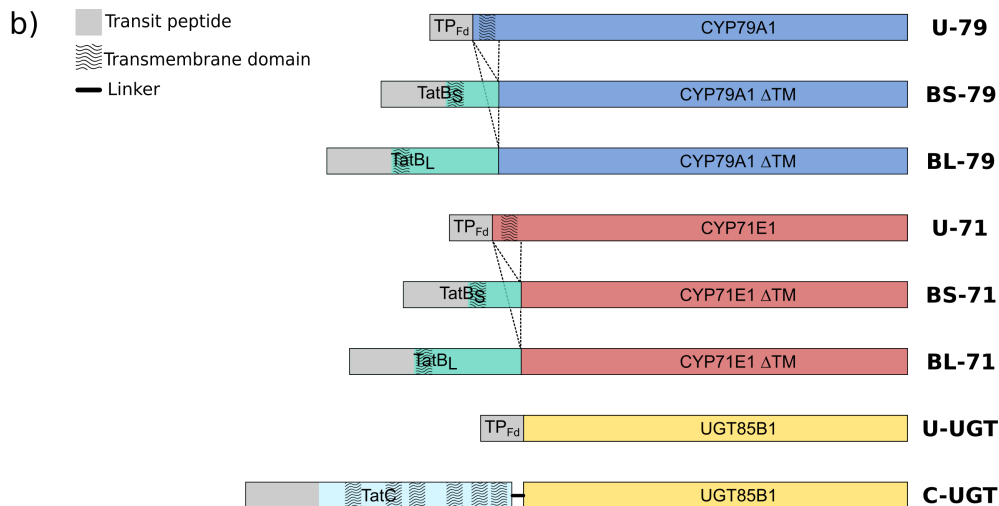 b)
Transit peptide
Transmembrane domain
Linker
TPFd CYP79A1 U-79
TatBS CYP79A1 ΔTM BS-79
TatBL CYP79A1 ΔTM BL-79
TPFd CYP71E1 U-71
TatBS CYP71E1 ΔTM BS-71
TatBL CYP71E1 ΔTM BL-71
TPFd UGT85B1 U-UGT
TatC UGT85B1 C-UGT